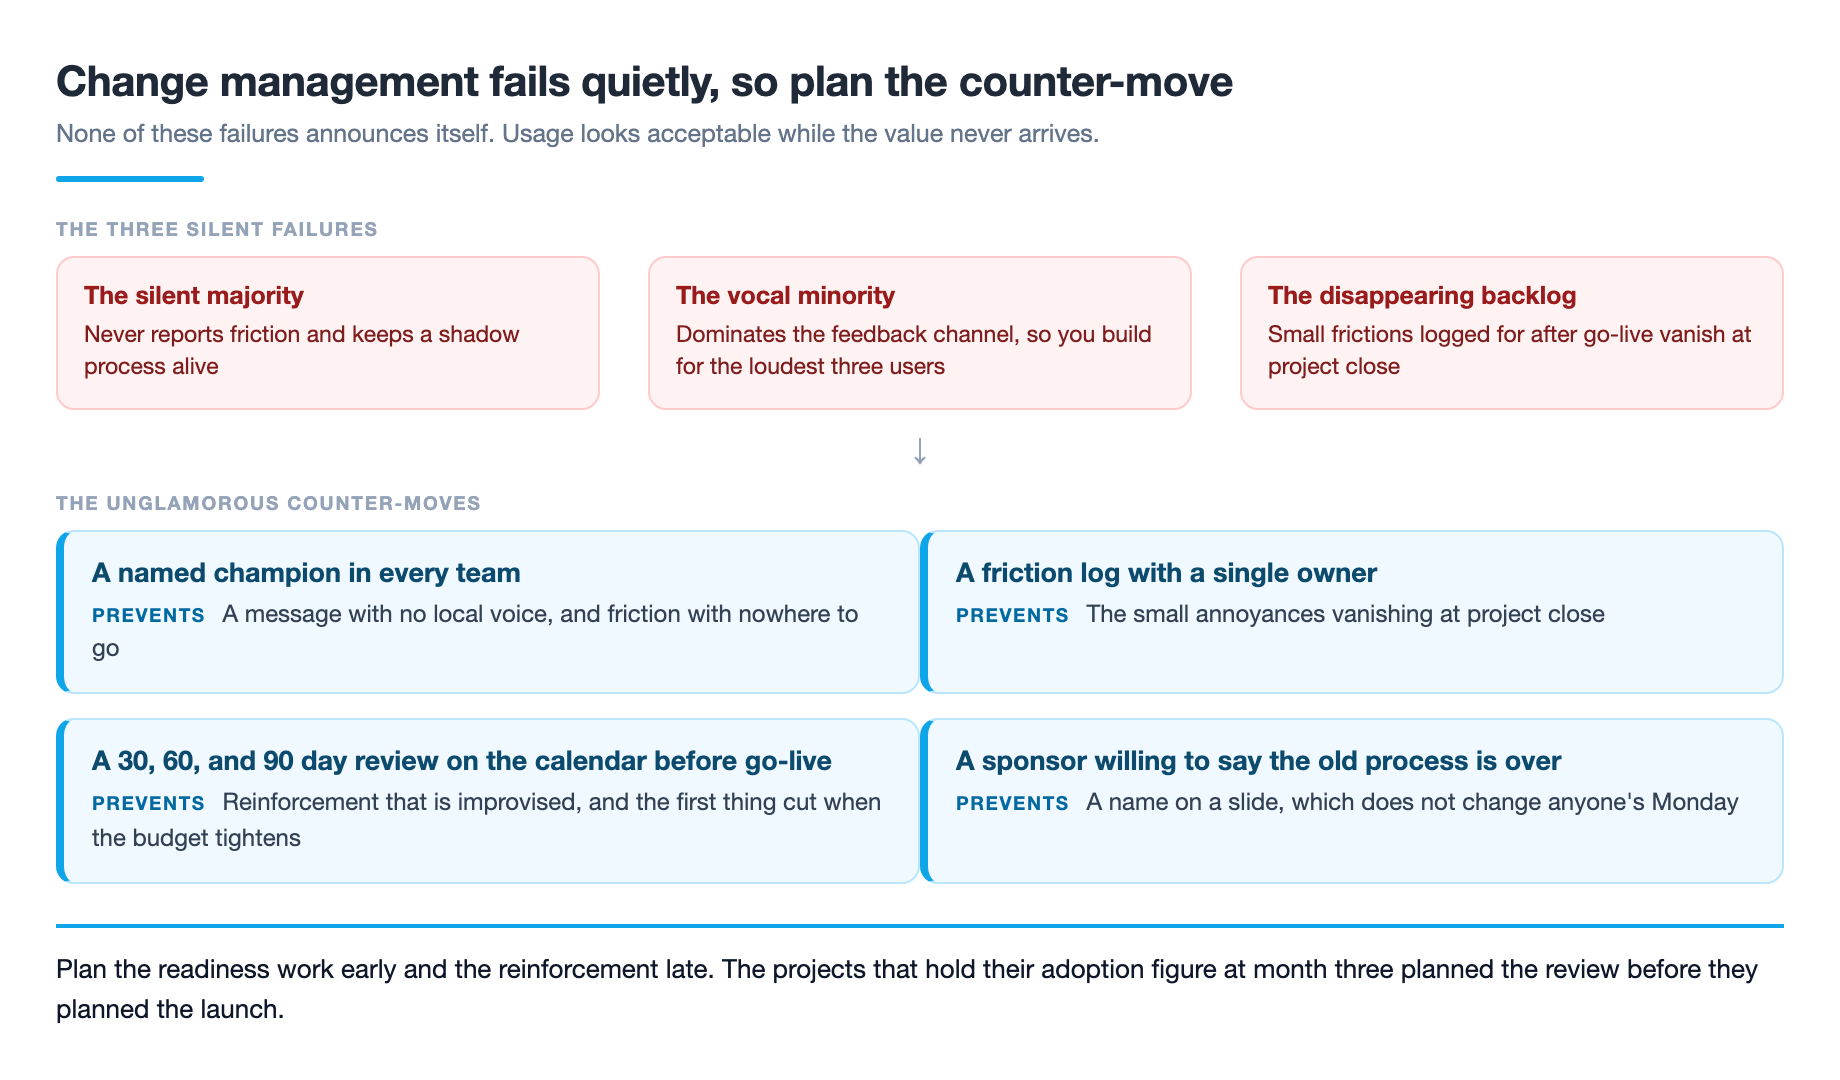 Change management fails quietly, so plan the counter-move
None of these failures announces itself. Usage looks acceptable while the value never arrives.
THE THREE SILENT FAILURES
The silent majority
Never reports friction and keeps a shadow
process alive
The vocal minority
Dominates the feedback channel, so you build
for the loudest three users
The disappearing backlog
Small frictions logged for after go-live vanish at
project close
↓
THE UNGLAMOROUS COUNTER-MOVES
A named champion in every team
PREVENTS A message with no local voice, and friction with nowhere to
go
A friction log with a single owner
PREVENTS The small annoyances vanishing at project close
A 30, 60, and 90 day review on the calendar before go-live
PREVENTS Reinforcement that is improvised, and the first thing cut when
the budget tightens
A sponsor willing to say the old process is over
PREVENTS A name on a slide, which does not change anyone's Monday
Plan the readiness work early and the reinforcement late. The projects that hold their adoption figure at month three planned the review before they
planned the launch.